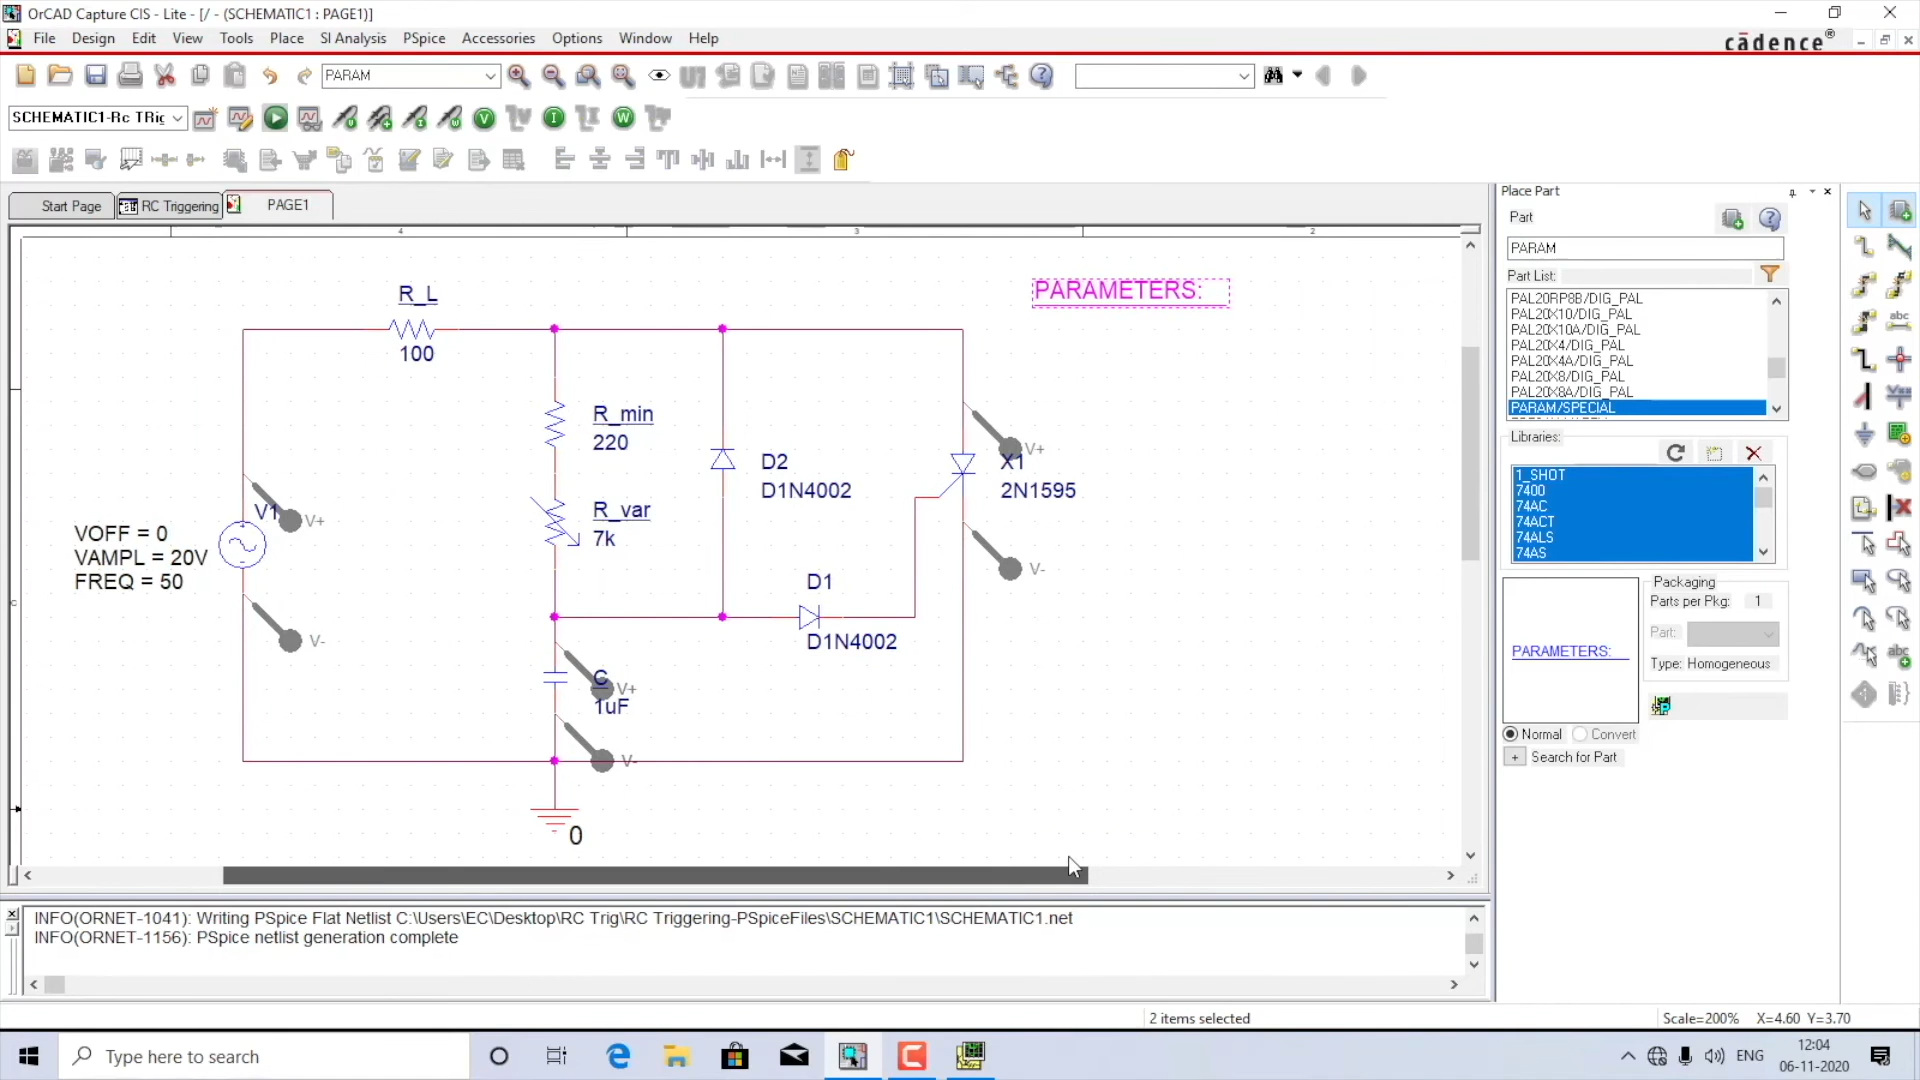 OrCAD Capture CIS - Lite - [/ - (SCHEMATIC1 : PAGE1)]
File Design Edit View Tools Place SI Analysis PSpice Accessories Options Window Help
cādence®
PARAM
SCHEMATIC1-Rc TRig
Start Page
RC Triggering
PAGE1
4
3
2
C
PARAMETERS:
R_L
100
R_min
220
R_var
7k
D2
D1N4002
V+
X1
2N1595
V-
V1
V+
VOFF = 0
VAMPL = 20V
FREQ = 50
V-
D1
D1N4002
C
V+
1uF
V-
0
Place Part
Part
PARAM
Part List:
PAL20RP8B/DIG_PAL
PAL20X10/DIG_PAL
PAL20X10A/DIG_PAL
PAL20X4/DIG_PAL
PAL20X4A/DIG_PAL
PAL20X8/DIG_PAL
PAL20X8A/DIG_PAL
PARAM/SPECIAL
Libraries:
1_SHOT
7400
74AC
74ACT
74ALS
74AS
PARAMETERS:
Packaging
Parts per Pkg: 1
Part:
Type: Homogeneous
Normal Convert
+ Search for Part
INFO(ORNET-1041): Writing PSpice Flat Netlist C:\Users\EC\Desktop\RC Trig\RC Triggering-PSpiceFiles\SCHEMATIC1\SCHEMATIC1.net
INFO(ORNET-1156): PSpice netlist generation complete
2 items selected
Scale=200% X=4.60 Y=3.70
Type here to search
ENG
12:04
06-11-2020